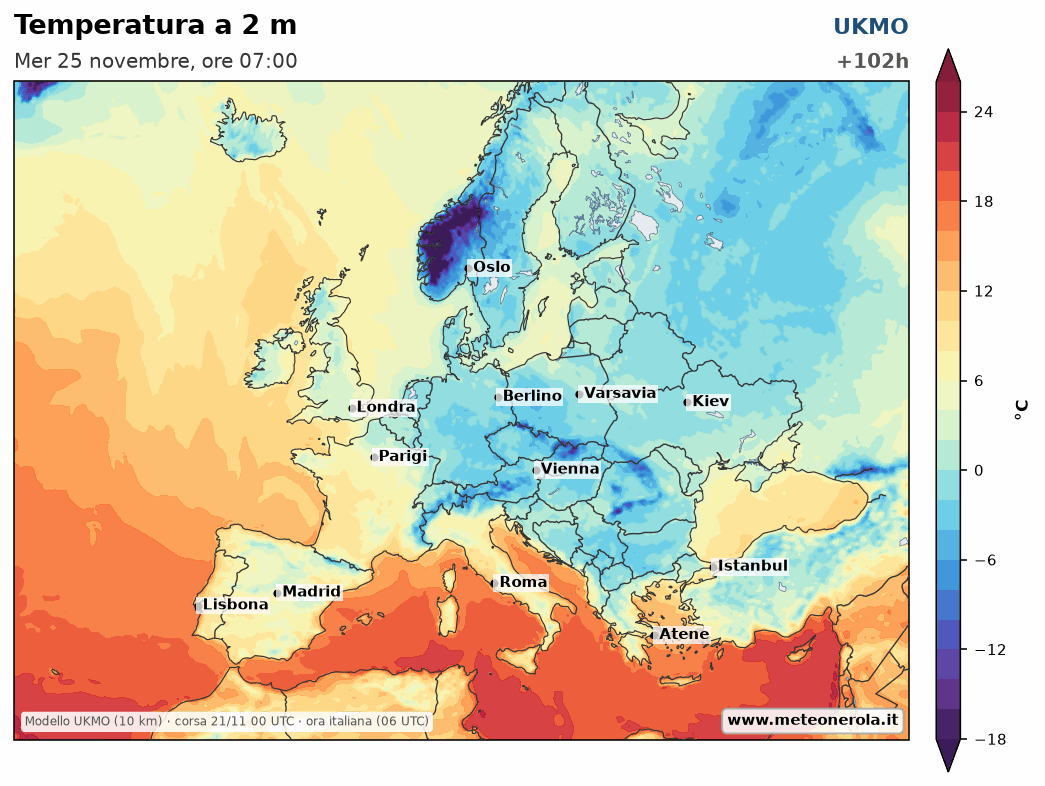 Temperatura a 2 m
UKMO
Mer 25 novembre, ore 07:00
+102h
24
18
12
6
0
−6
−12
−18
°C
Oslo
Berlino
Varsavia
Kiev
Londra
Parigi
Vienna
Istanbul
Roma
Madrid
Lisbona
Atene
Modello UKMO (10 km) · corsa 21/11 00 UTC · ora italiana (06 UTC)
www.meteonerola.it